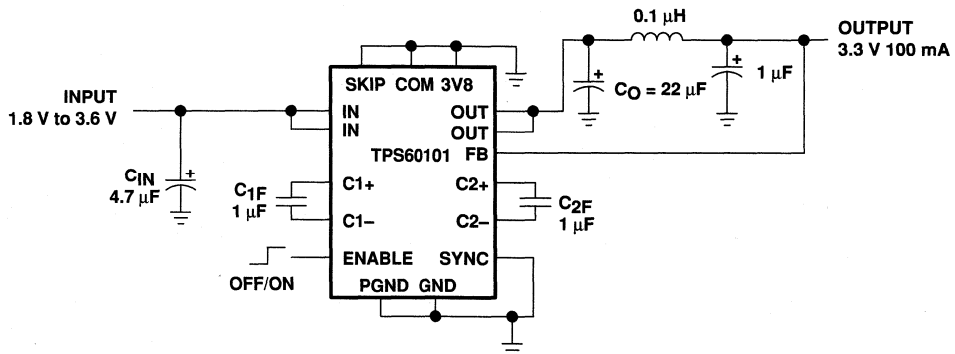 0.1 μH
OUTPUT
3.3 V 100 mA
+
CO = 22 μF
+
1 μF
INPUT
1.8 V to 3.6 V
SKIP COM 3V8
IN
IN
OUT
OUT
TPS60101 FB
CIN
4.7 μF
+
C1F
1 μF
C1+
C1–
C2+
C2–
C2F
1 μF
OFF/ON
ENABLE SYNC
PGND GND